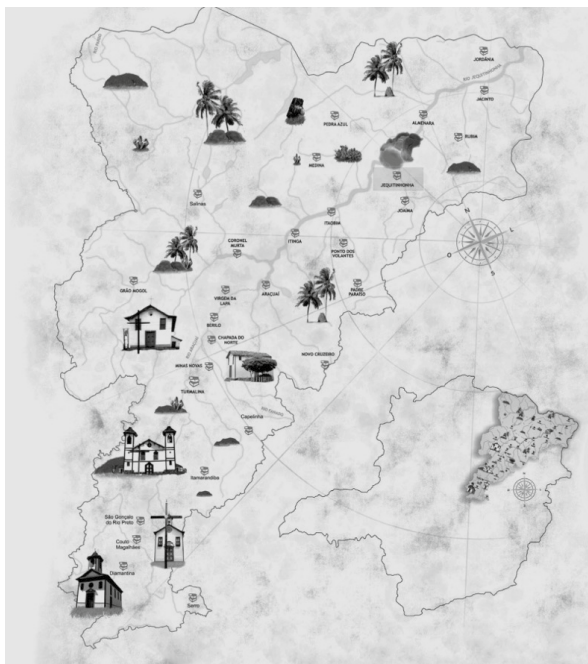 JORDÂNIA
RIO JEQUITINHONHA
JACINTO
PEDRA AZUL
ALMENARA
RUBIM
MEDINA
JEQUITINHONHA
Salinas
JOAÍMA
ITAOBIM
N
L
O
S
CORONEL
MURTA
ITINGA
PONTO DOS
VOLANTES
GRÃO MOGOL
VIRGEM DA
LAPA
ARAÇUAÍ
PADRE
PARAÍSO
BERILO
CHAPADA DO
NORTE
NOVO CRUZEIRO
MINAS NOVAS
TURMALINA
Capelinha
Itamarandiba
São Gonçalo
do Rio Preto
Couto
Magalhães
Diamantina
Serro